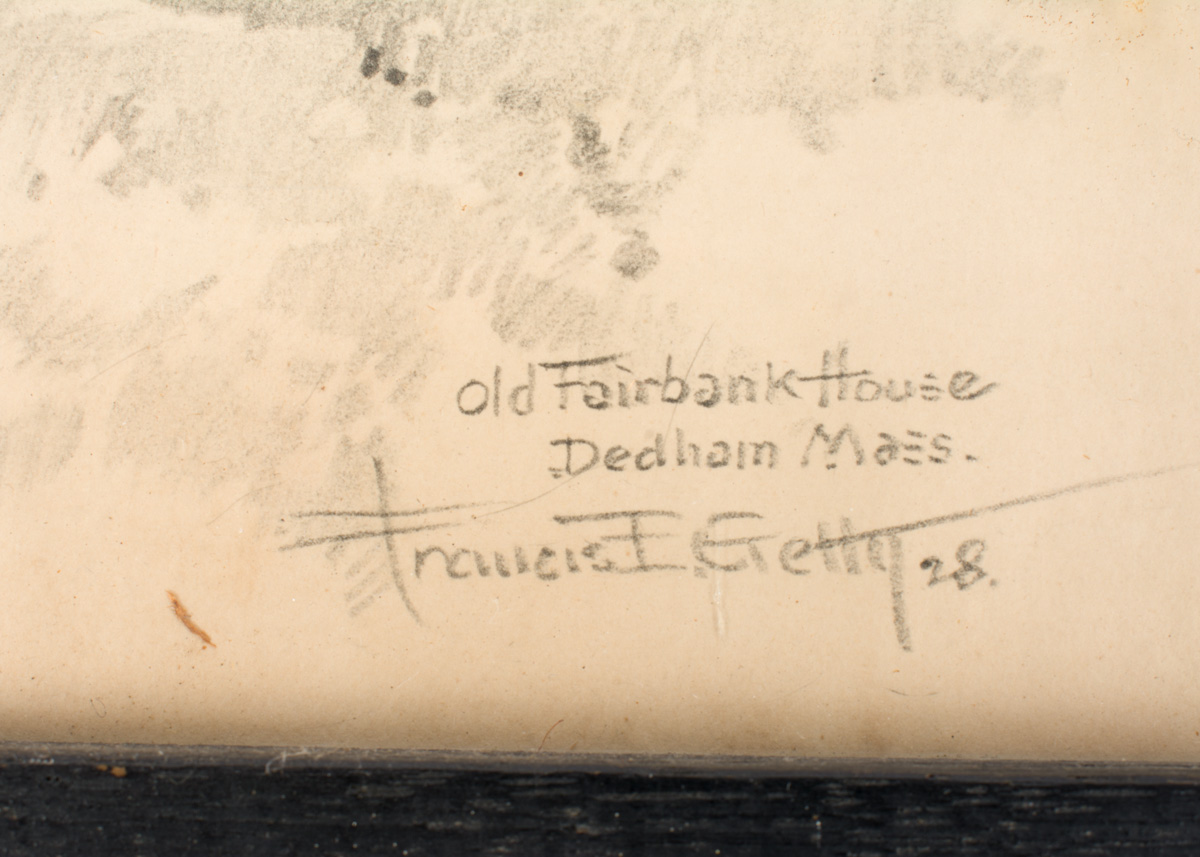 Old Fairbank House
Dedham Mass.
Francis I. Getty 28.